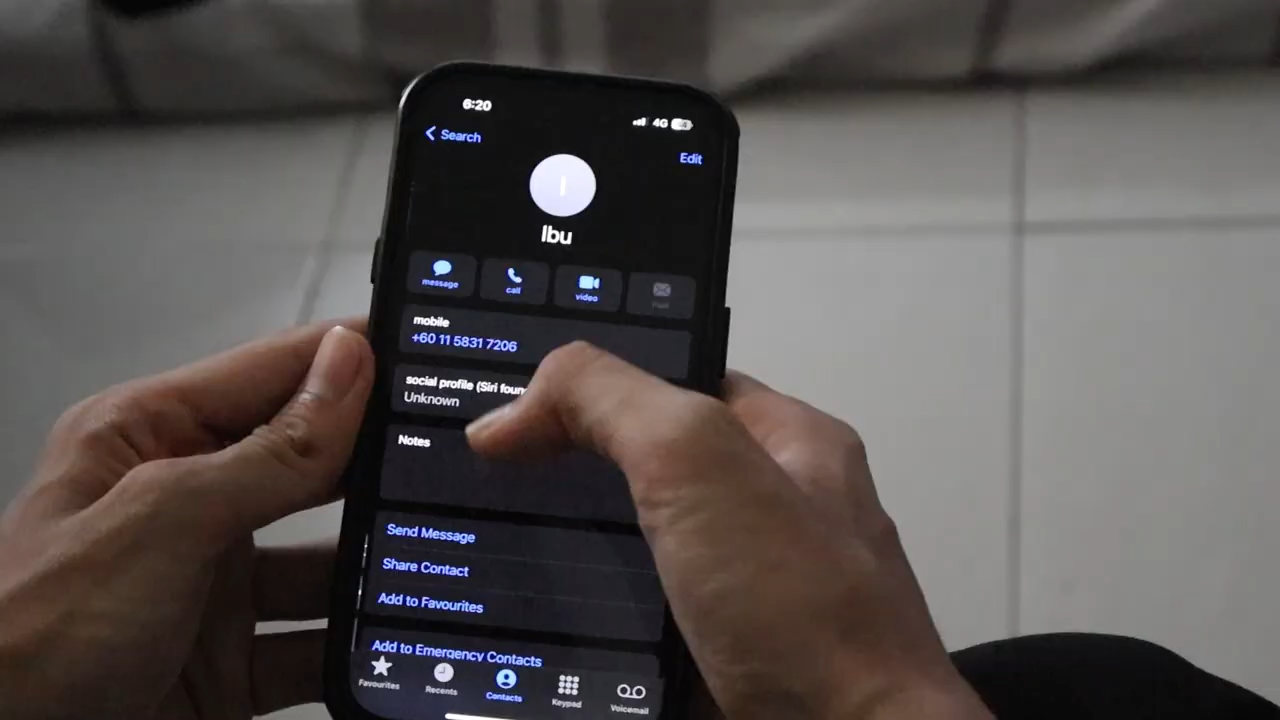 6:20
4G
Search
Edit
I
Ibu
message
call
video
mobile
+60 11 5831 7206
social profile (Siri foun
Unknown
Notes
Send Message
Share Contact
Add to Favourites
Add to Emergency Contacts
Favourites
Recents
Contacts
Keypad
Voicemail